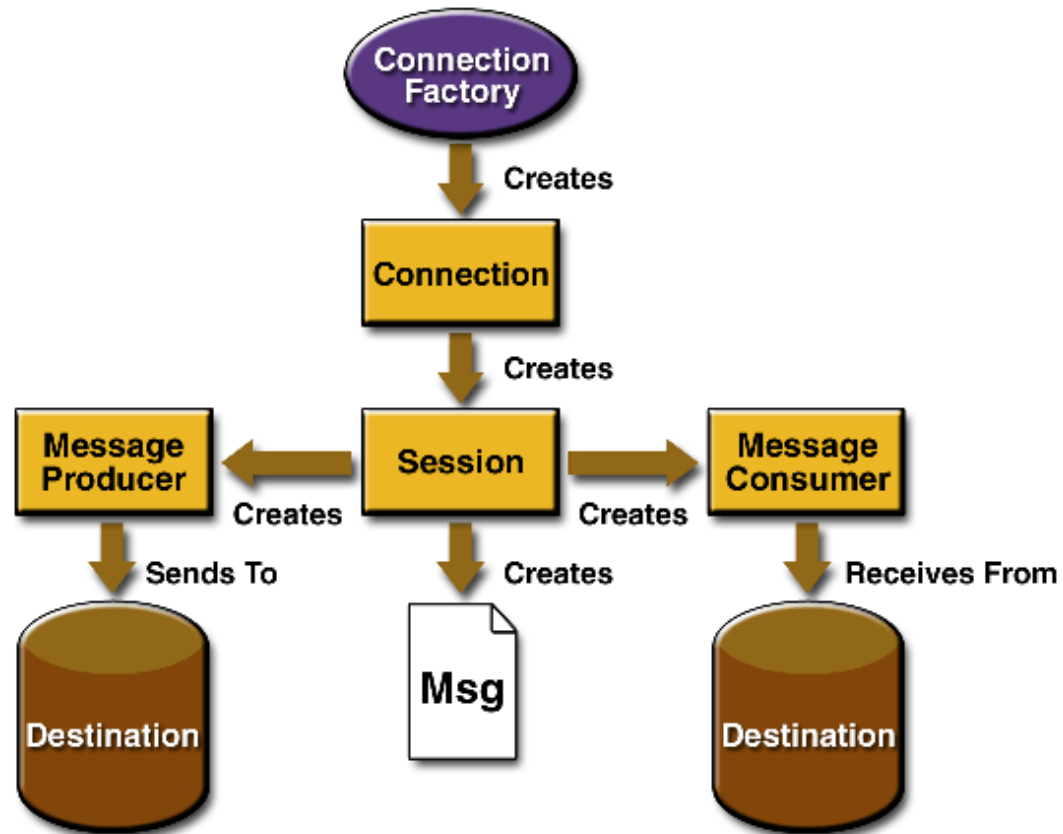 Connection
Factory
Creates
Connection
Creates
Message
Producer
Session
Message
Consumer
Creates
Creates
Sends To
Creates
Receives From
Destination
Msg
Destination